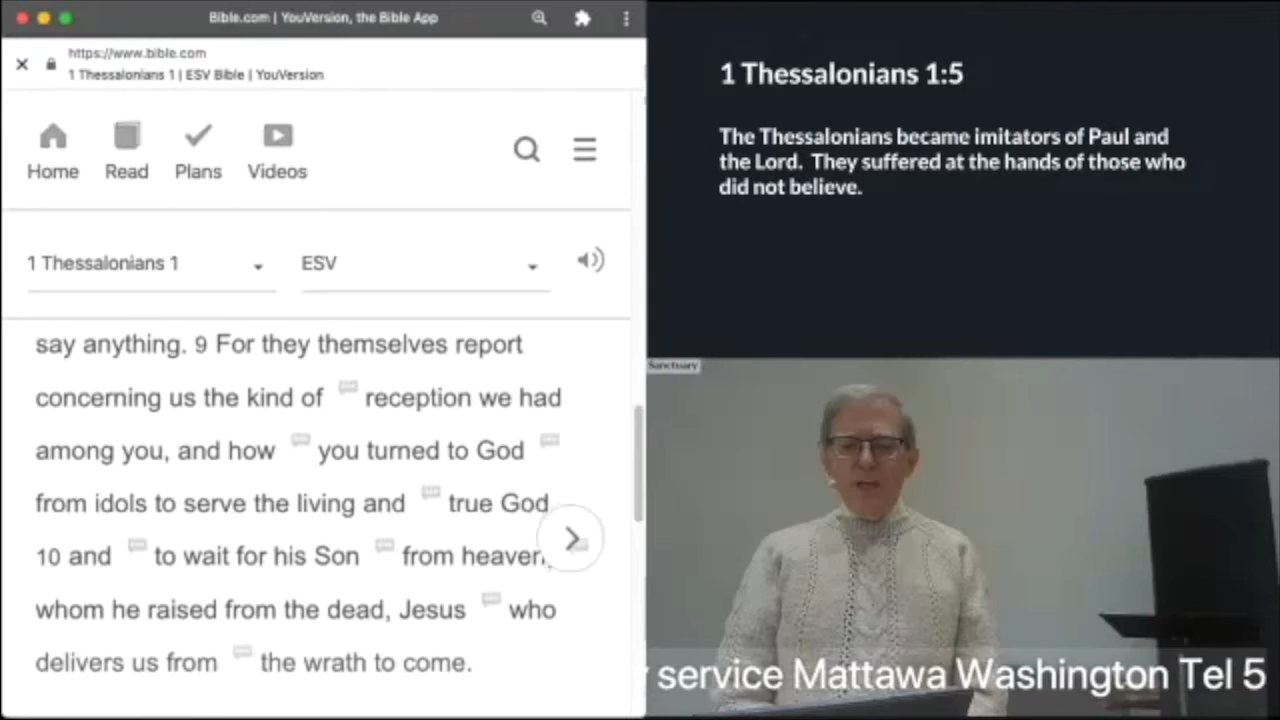 Bible.com | YouVersion, the Bible App
https://www.bible.com
1 Thessalonians 1 | ESV Bible | YouVersion
Home Read Plans Videos
1 Thessalonians 1 ESV
say anything. 9 For they themselves report
concerning us the kind of reception we had
among you, and how you turned to God
from idols to serve the living and true God
10 and to wait for his Son from heaven,
whom he raised from the dead, Jesus who
delivers us from the wrath to come.
1 Thessalonians 1:5
The Thessalonians became imitators of Paul and
the Lord. They suffered at the hands of those who
did not believe.
Sanctuary
service Mattawa Washington Tel 5